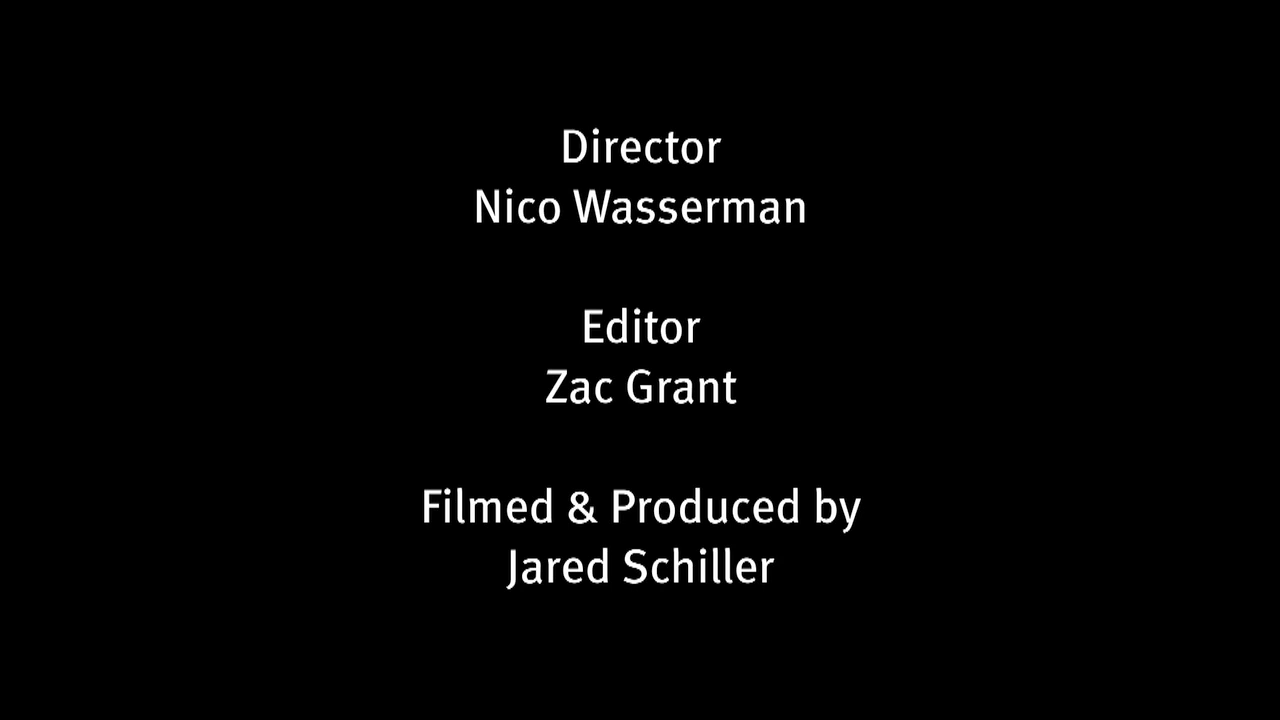 Director
Nico Wasserman
Editor
Zac Grant
Filmed & Produced by
Jared Schiller